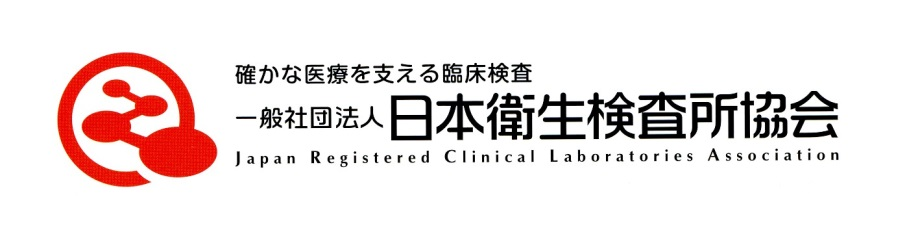 確かな医療を支える臨床検査
一般社団法人 日本衛生検査所協会
Japan Registered Clinical Laboratories Association